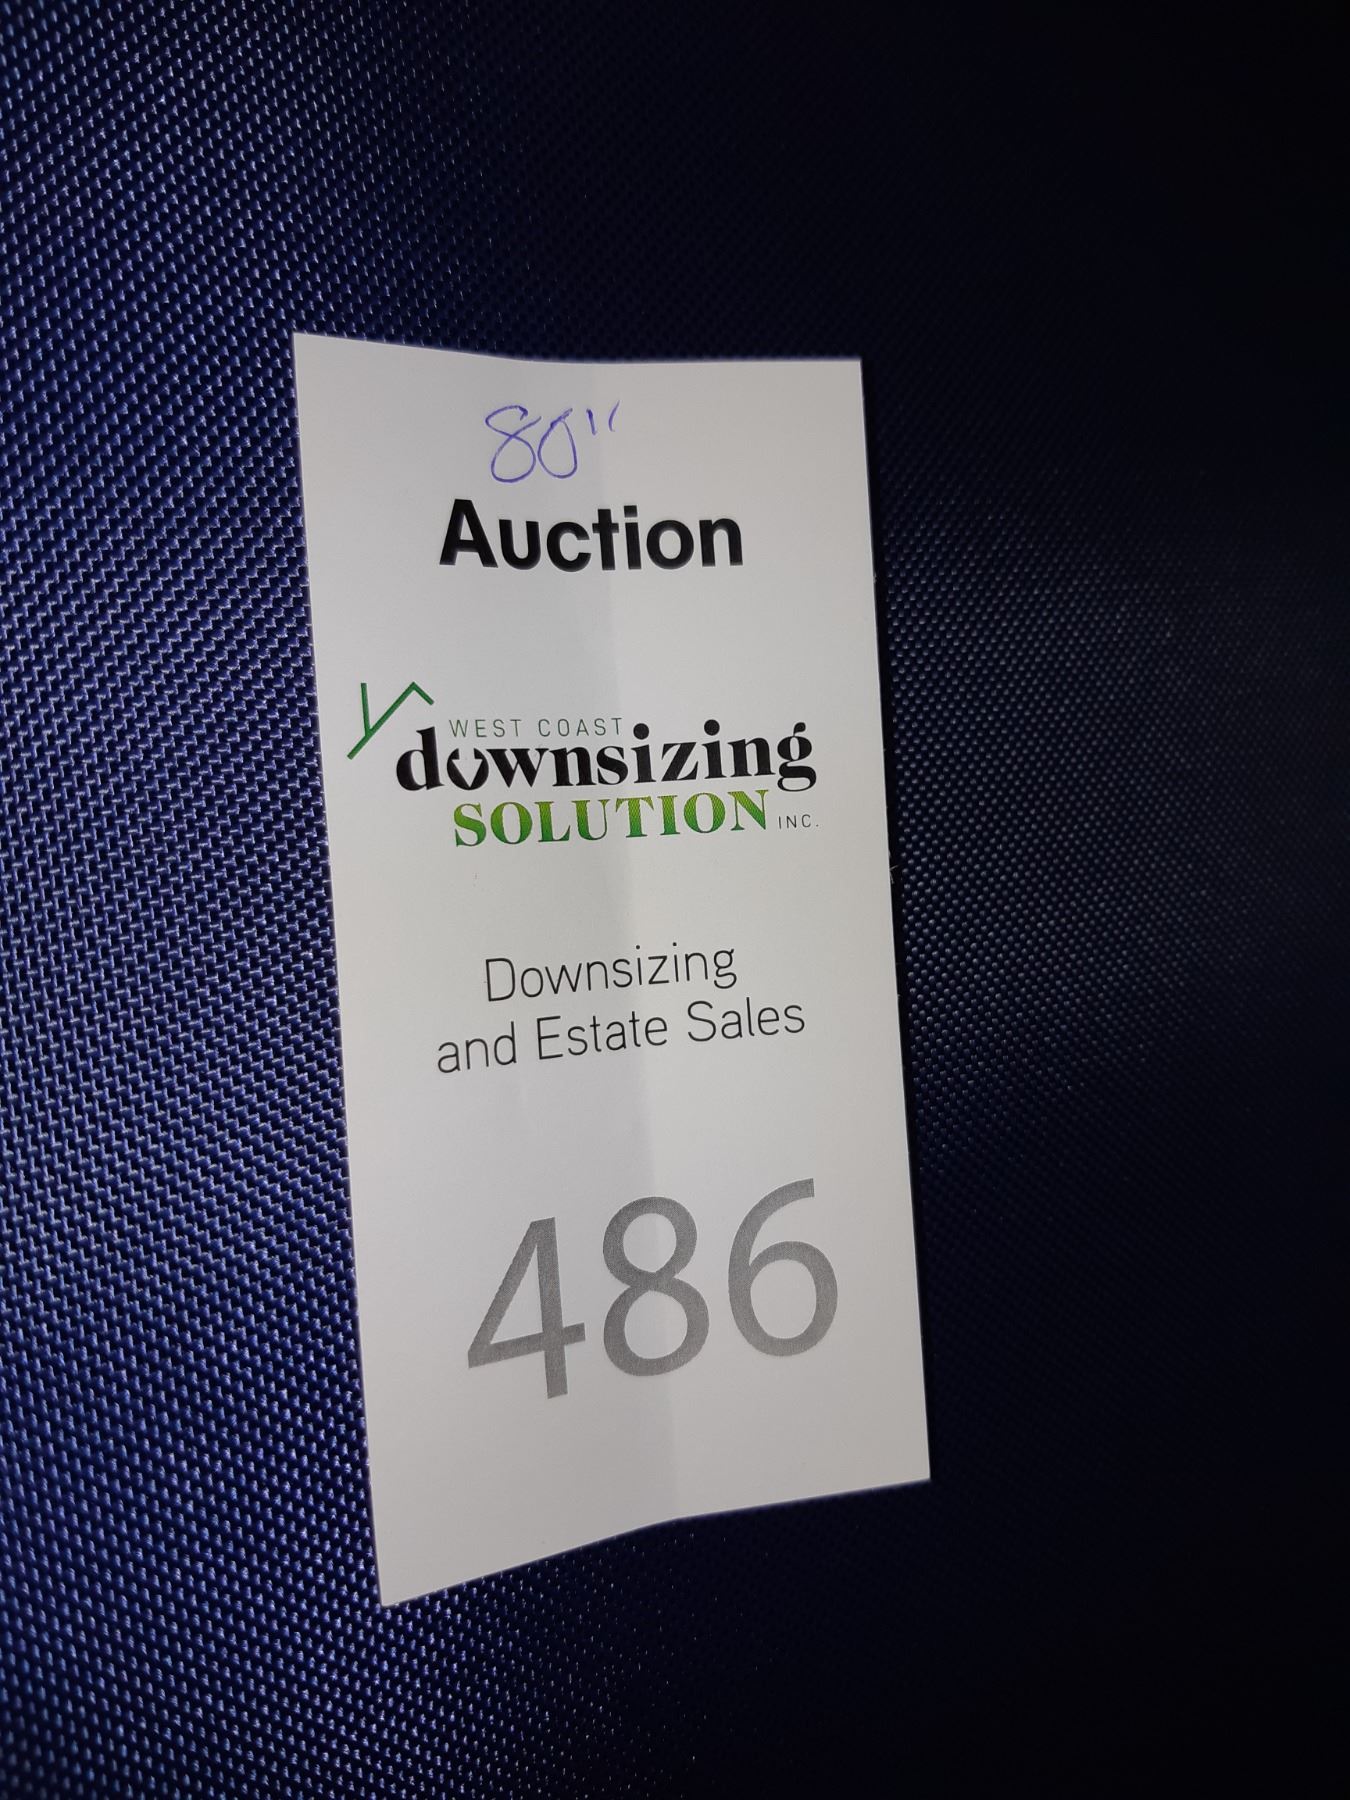 80"
Auction
WEST COAST
downsizing
SOLUTION INC.
Downsizing
and Estate Sales
486